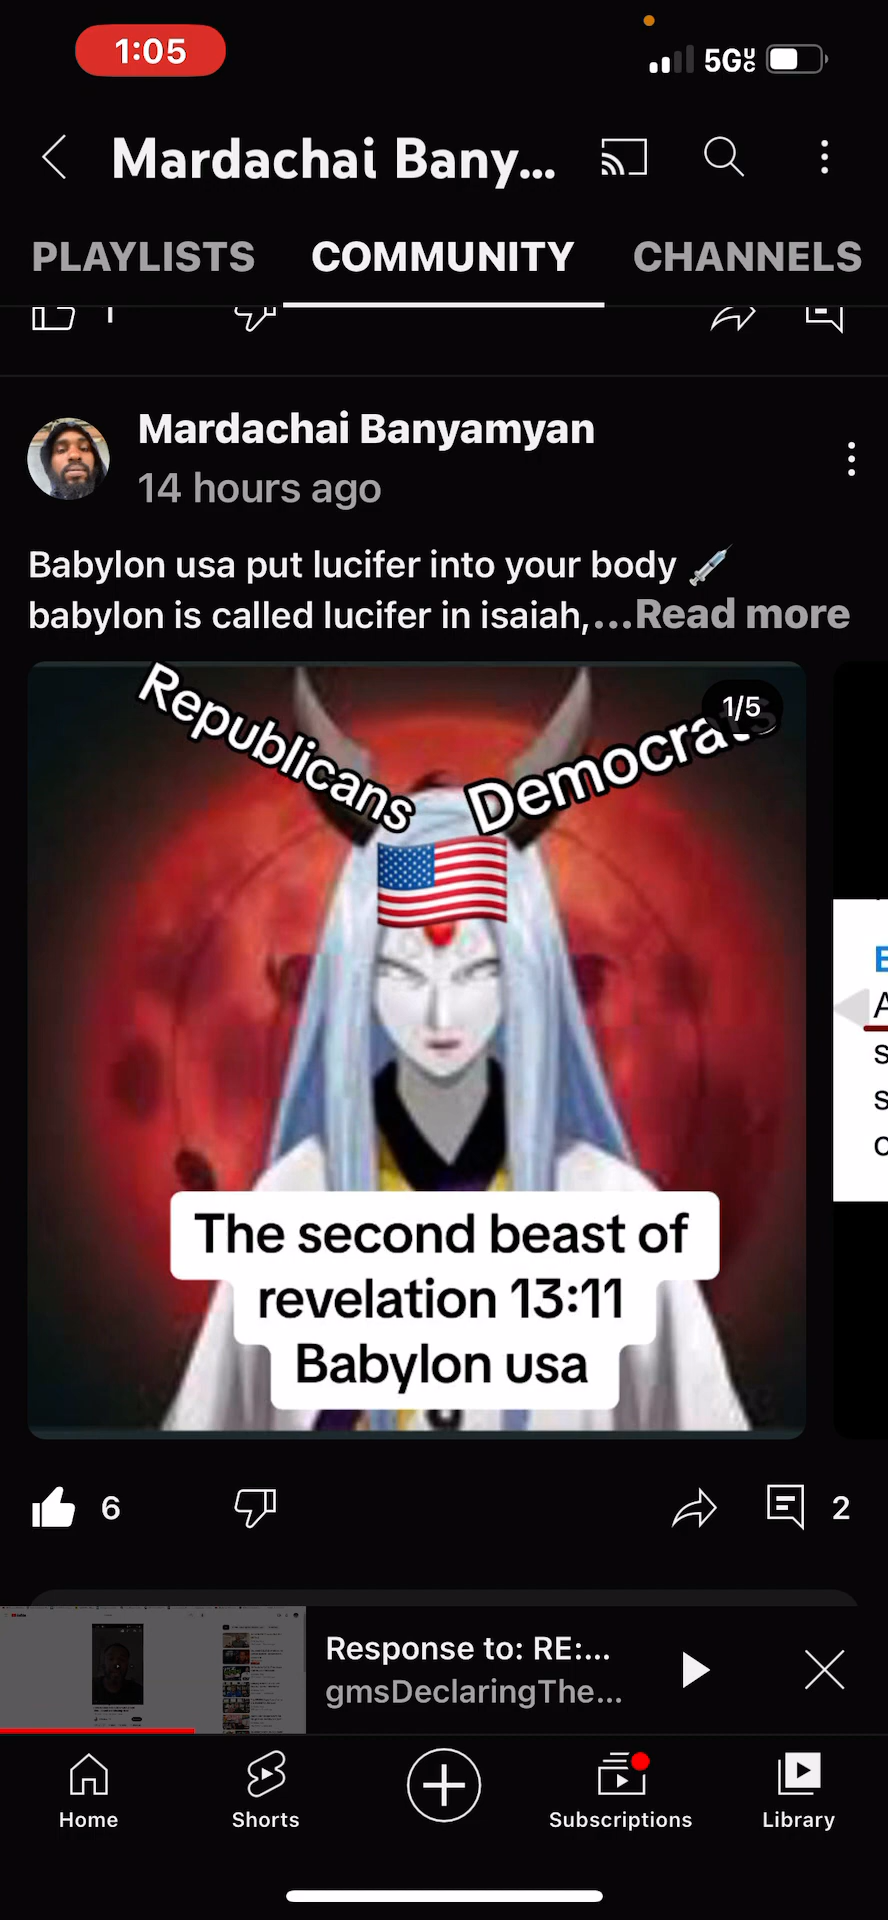 1:05
5GUC
Mardachai Bany...
PLAYLISTS COMMUNITY CHANNELS
1
Mardachai Banyamyan
14 hours ago
Babylon usa put lucifer into your body
babylon is called lucifer in isaiah,...Read more
1/5
Republicans
Democrats
The second beast of
revelation 13:11
Babylon usa
6
2
Response to: RE:...
gmsDeclaringThe...
Home Shorts Subscriptions Library